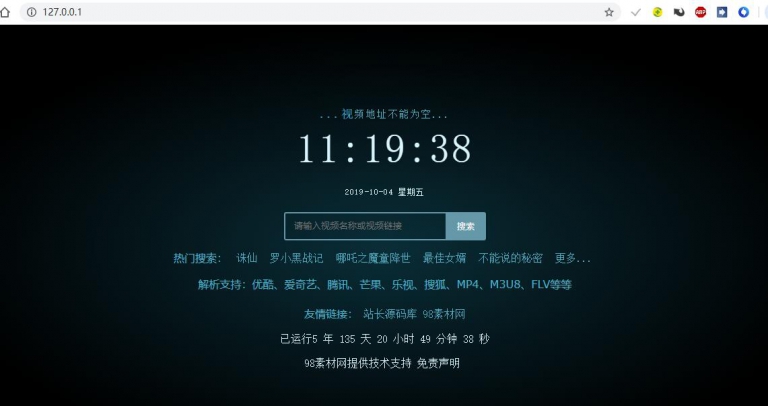 127.0.0.1
...视频地址不能为空...
11:19:38
2019-10-04 星期五
请输入视频名称或视频链接 搜索
热门搜索： 诛仙 罗小黑战记 哪吒之魔童降世 最佳女婿 不能说的秘密 更多...
解析支持：优酷、爱奇艺、腾讯、芒果、乐视、搜狐、MP4、M3U8、FLV等等
友情链接： 站长源码库 98素材网
已运行5 年 135 天 20 小时 49 分钟 38 秒
98素材网提供技术支持 免责声明